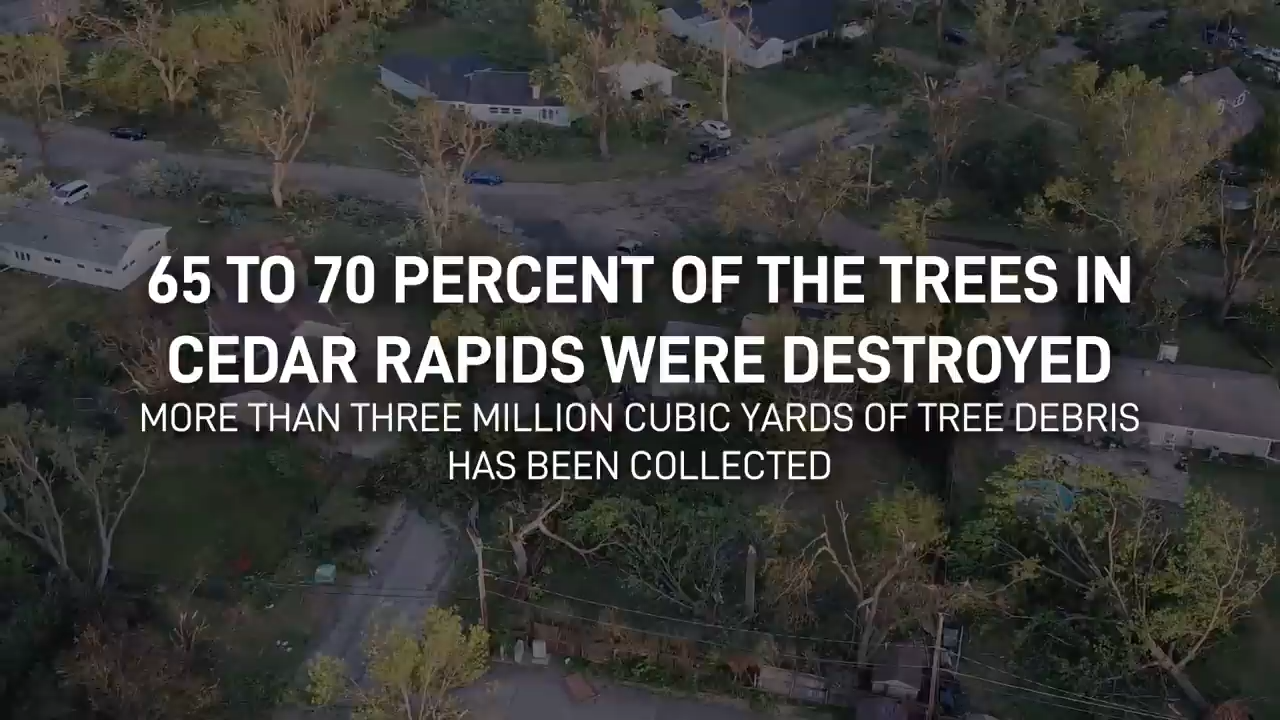 65 TO 70 PERCENT OF THE TREES IN
CEDAR RAPIDS WERE DESTROYED
MORE THAN THREE MILLION CUBIC YARDS OF TREE DEBRIS
HAS BEEN COLLECTED